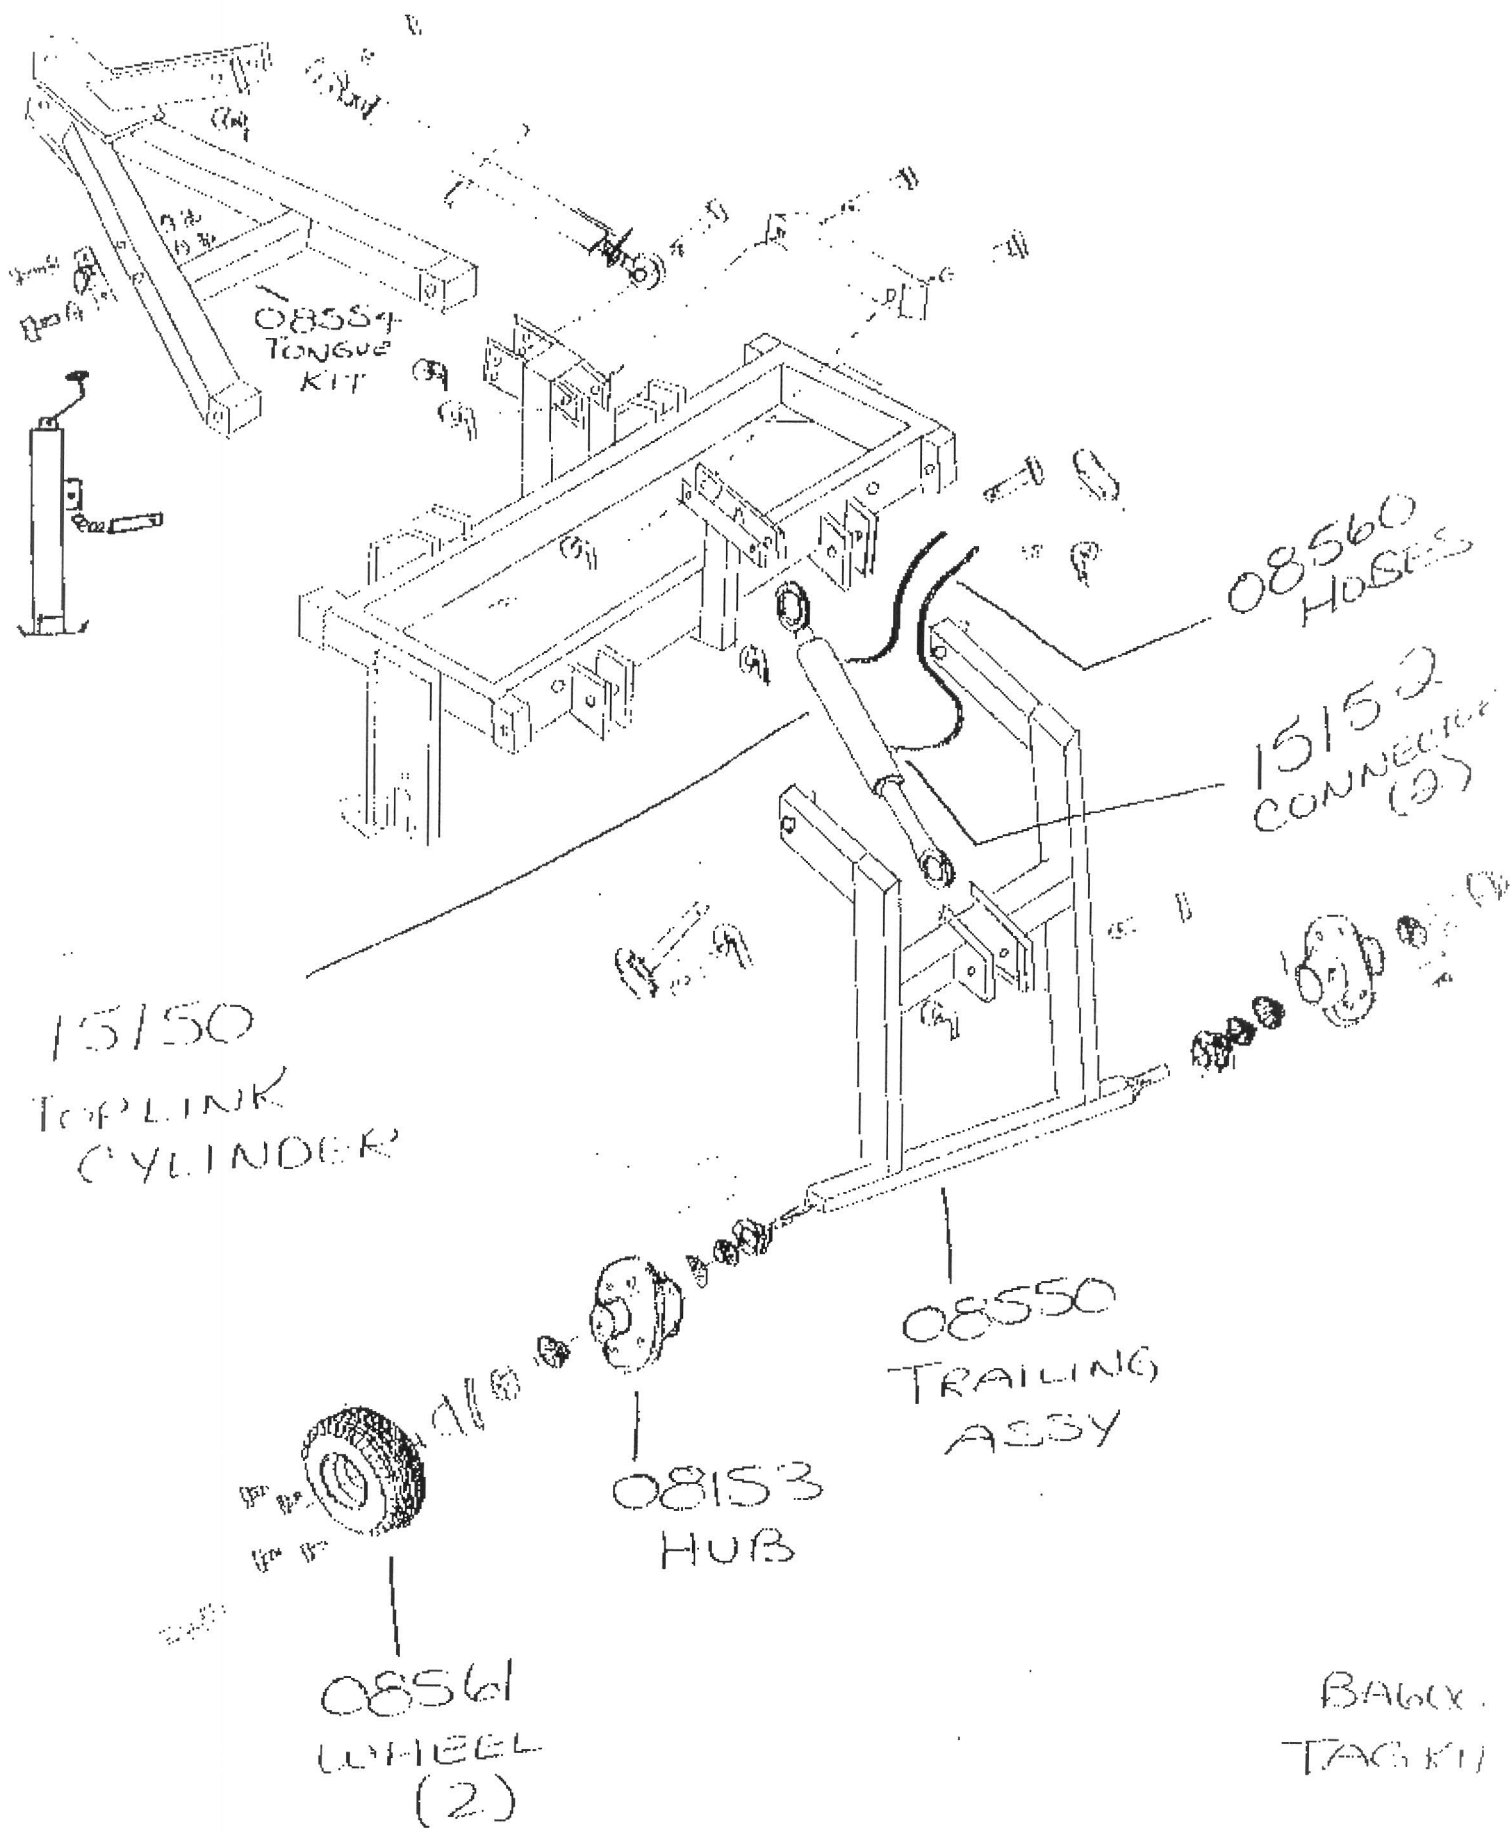 08554
TONGUE
KIT
08560
HOSES
15152
CONNECTOR
(2)
15150
TOPLINK
CYLINDER
08550
TRAILING
ASSY
08153
HUB
08561
WHEEL
(2)
TAG KIT